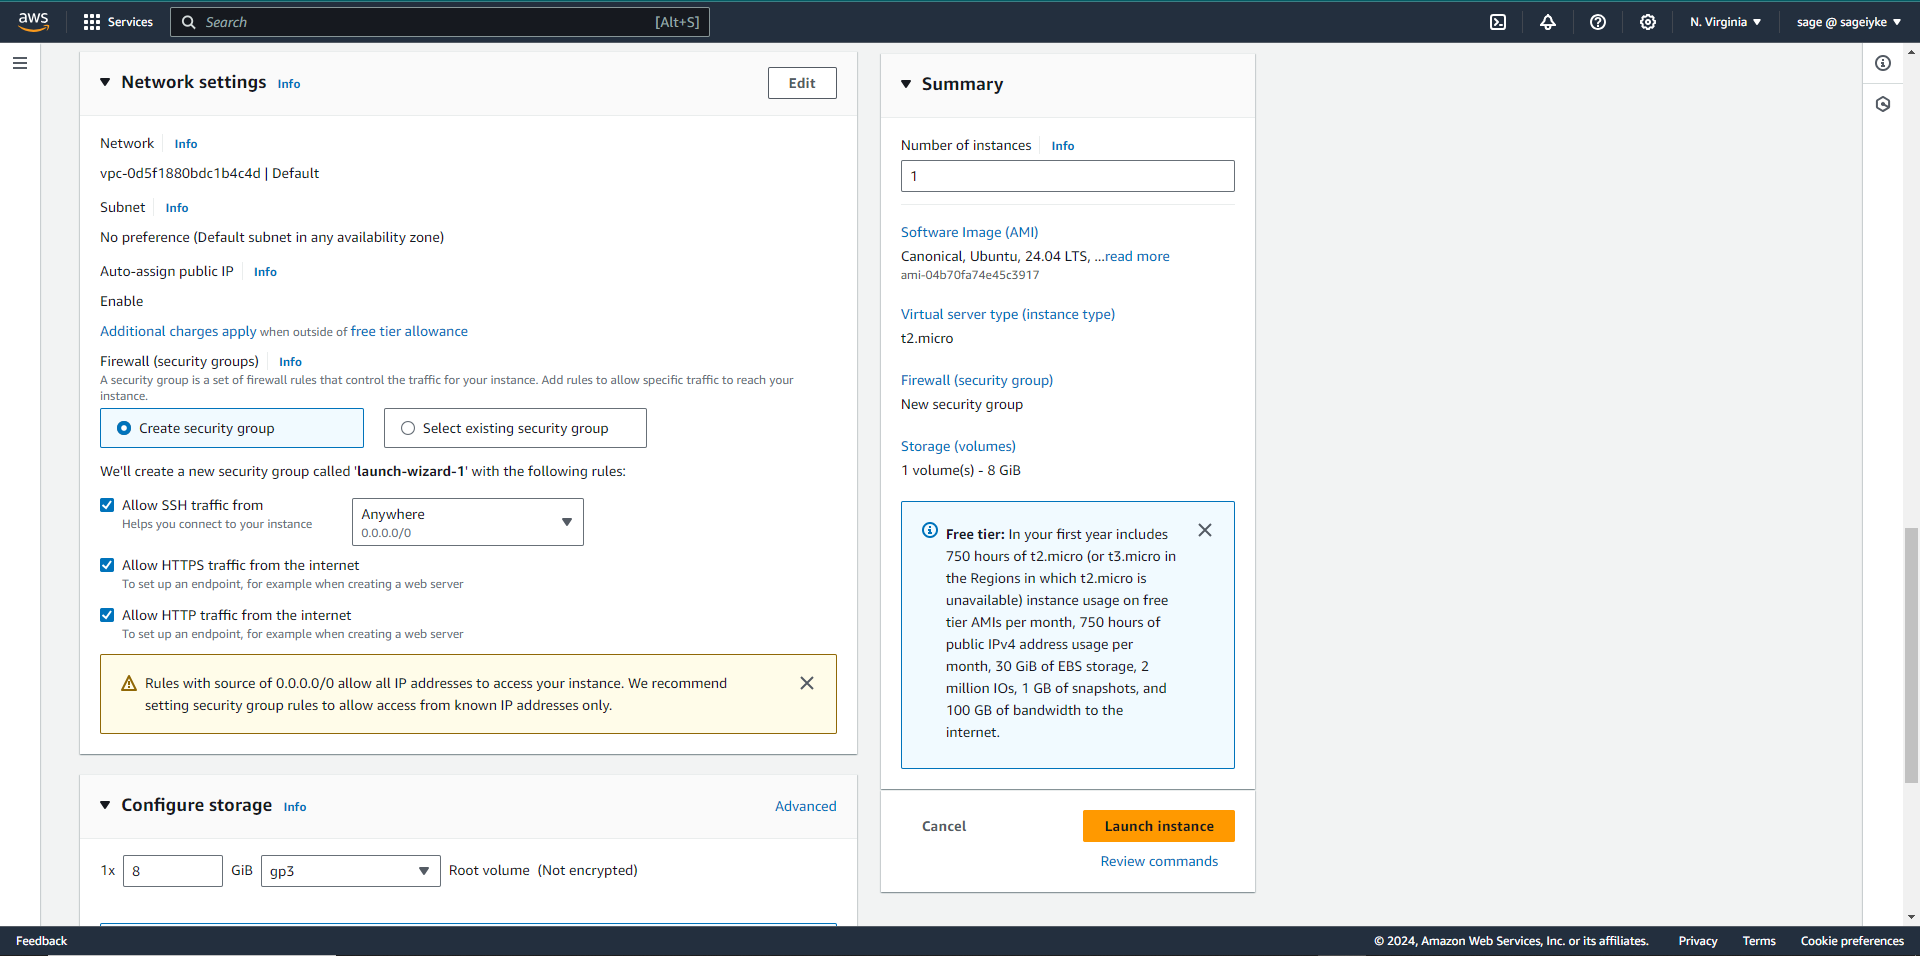 aws
Services
Search
[Alt+S]
N. Virginia
sage @ sageiyke
Network settings Info
Edit
Network Info
vpc-0d5f1880bdc1b4c4d | Default
Subnet Info
No preference (Default subnet in any availability zone)
Auto-assign public IP Info
Enable
Additional charges apply when outside of free tier allowance
Firewall (security groups) Info
A security group is a set of firewall rules that control the traffic for your instance. Add rules to allow specific traffic to reach your
instance.
Create security group
Select existing security group
We'll create a new security group called 'launch-wizard-1' with the following rules:
Allow SSH traffic from
Helps you connect to your instance
Anywhere
0.0.0.0/0
Allow HTTPS traffic from the internet
To set up an endpoint, for example when creating a web server
Allow HTTP traffic from the internet
To set up an endpoint, for example when creating a web server
Rules with source of 0.0.0.0/0 allow all IP addresses to access your instance. We recommend
setting security group rules to allow access from known IP addresses only.
Configure storage Info
Advanced
1x 8 GiB gp3 Root volume (Not encrypted)
Summary
Number of instances Info
1
Software Image (AMI)
Canonical, Ubuntu, 24.04 LTS, ...read more
ami-04b70fa74e45c3917
Virtual server type (instance type)
t2.micro
Firewall (security group)
New security group
Storage (volumes)
1 volume(s) - 8 GiB
Free tier: In your first year includes
750 hours of t2.micro (or t3.micro in
the Regions in which t2.micro is
unavailable) instance usage on free
tier AMIs per month, 750 hours of
public IPv4 address usage per
month, 30 GiB of EBS storage, 2
million IOs, 1 GB of snapshots, and
100 GB of bandwidth to the
internet.
Cancel
Launch instance
Review commands
Feedback
© 2024, Amazon Web Services, Inc. or its affiliates.
Privacy
Terms
Cookie preferences